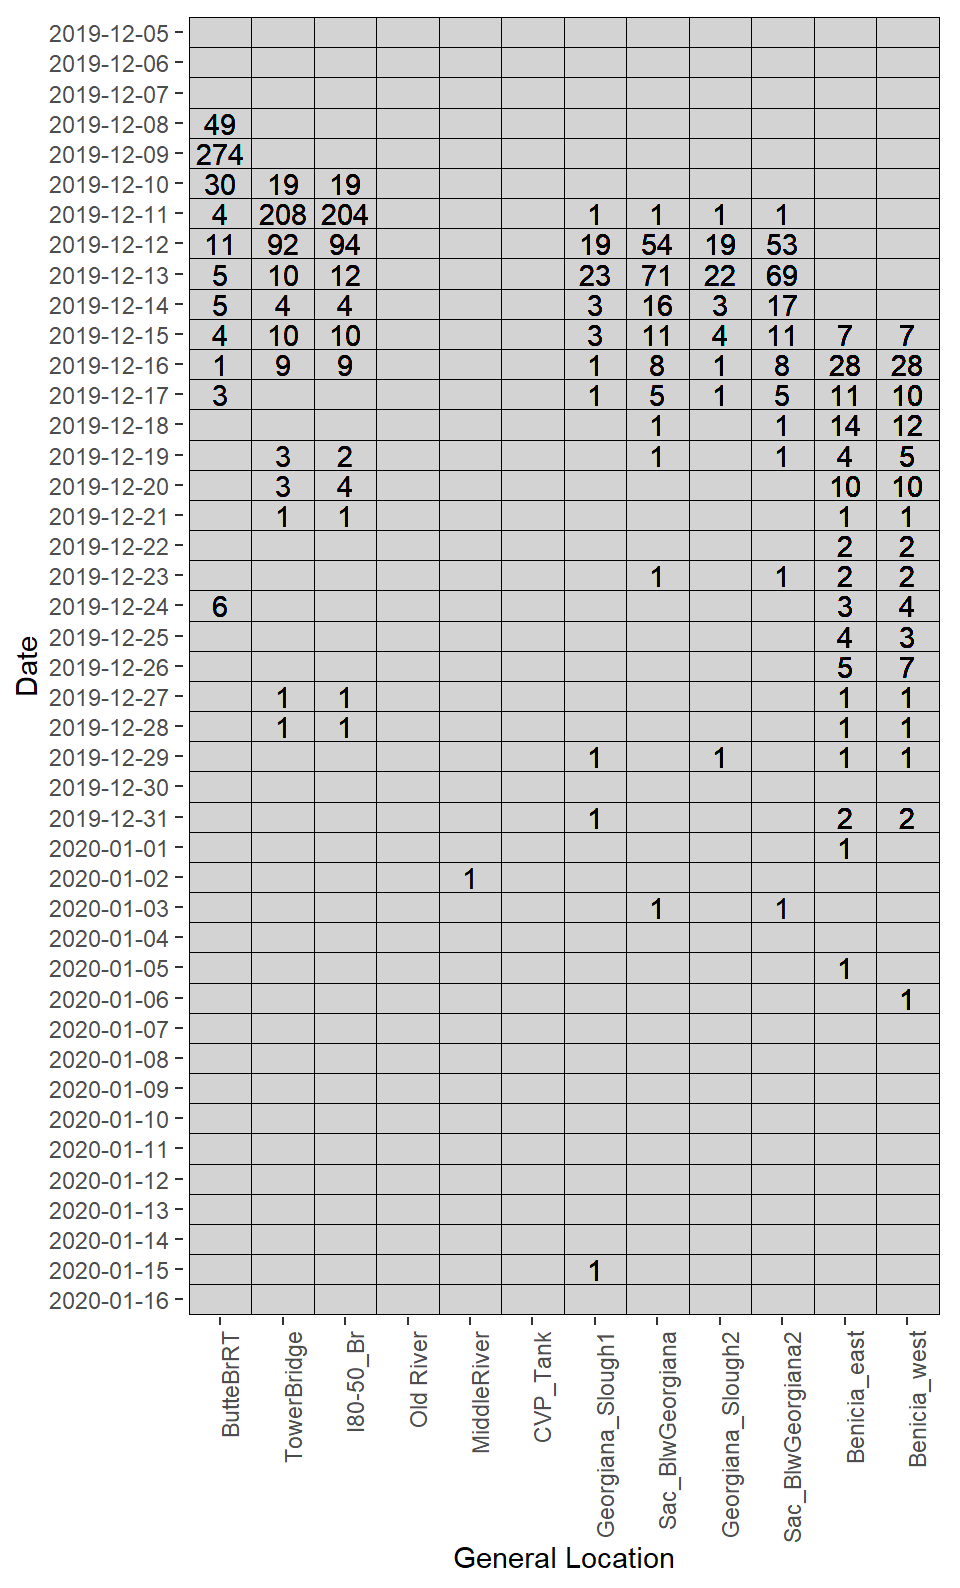 2019-12-05
2019-12-06
2019-12-07
2019-12-08 49
2019-12-09 274
2019-12-10 30 19 19
2019-12-11 4 208 204 1 1 1 1
2019-12-12 11 92 94 19 54 19 53
2019-12-13 5 10 12 23 71 22 69
2019-12-14 5 4 4 3 16 3 17
2019-12-15 4 10 10 3 11 4 11 7 7
2019-12-16 1 9 9 1 8 1 8 28 28
2019-12-17 3 1 5 1 5 11 10
2019-12-18 1 1 14 12
2019-12-19 3 2 1 1 4 5
2019-12-20 3 4 10 10
2019-12-21 1 1 1 1
2019-12-22 2 2
2019-12-23 1 1 2 2
2019-12-24 6 3 4
2019-12-25 4 3
2019-12-26 5 7
2019-12-27 1 1 1 1
2019-12-28 1 1 1 1
2019-12-29 1 1 1 1
2019-12-30
2019-12-31 1 2 2
2020-01-01 1
2020-01-02 1
2020-01-03 1 1
2020-01-04
2020-01-05 1
2020-01-06 1
2020-01-07
2020-01-08
2020-01-09
2020-01-10
2020-01-11
2020-01-12
2020-01-13
2020-01-14
2020-01-15 1
2020-01-16
Date
ButteBrRT
TowerBridge
I80-50_Br
Old River
MiddleRiver
CVP_Tank
Georgiana_Slough1
Sac_BlwGeorgiana
Georgiana_Slough2
Sac_BlwGeorgiana2
Benicia_east
Benicia_west
General Location